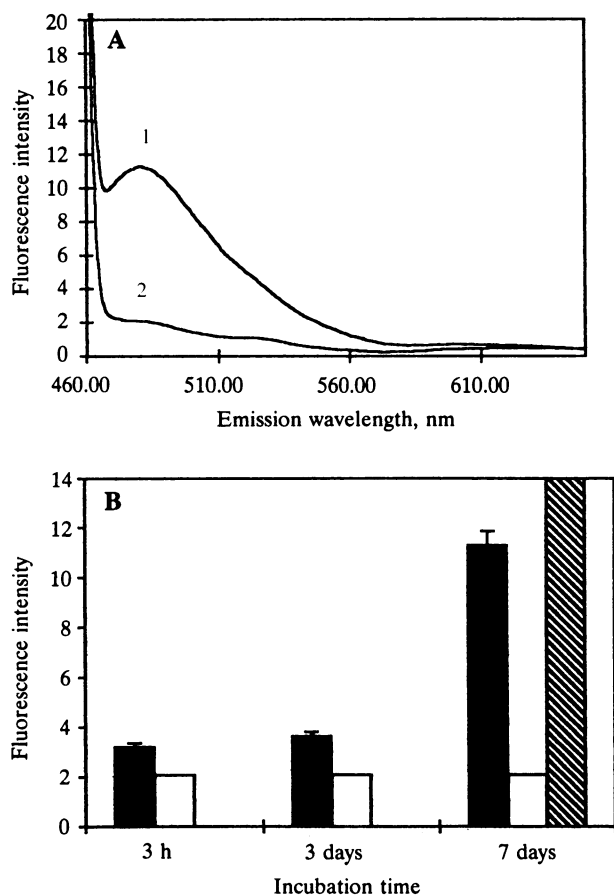 A
20
18
16
14
12
10
8
6
4
2
0
1
2
460.00 510.00 560.00 610.00
Fluorescence intensity
Emission wavelength, nm
B
14
12
10
8
6
4
2
0
3 h 3 days 7 days
Fluorescence intensity
Incubation time